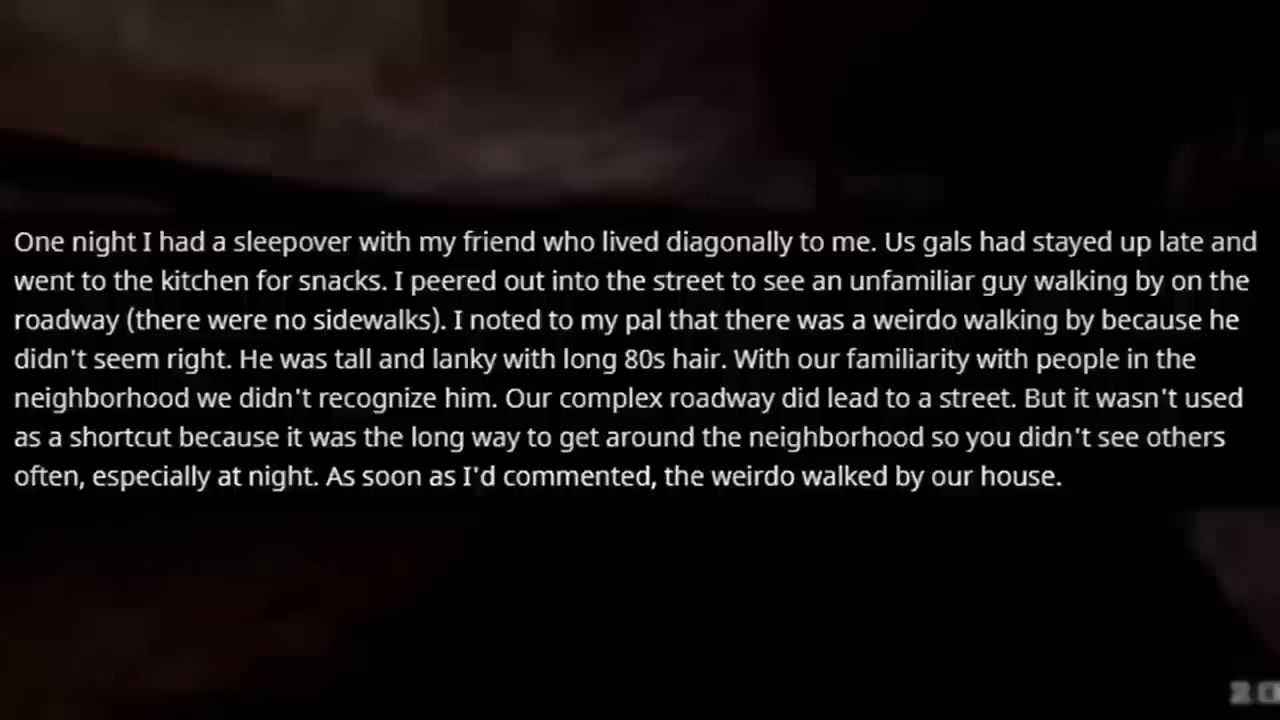 One night I had a sleepover with my friend who lived diagonally to me. Us gals had stayed up late and
went to the kitchen for snacks. I peered out into the street to see an unfamiliar guy walking by on the
roadway (there were no sidewalks). I noted to my pal that there was a weirdo walking by because he
didn't seem right. He was tall and lanky with long 80s hair. With our familiarity with people in the
neighborhood we didn't recognize him. Our complex roadway did lead to a street. But it wasn't used
as a shortcut because it was the long way to get around the neighborhood so you didn't see others
often, especially at night. As soon as I'd commented, the weirdo walked by our house.